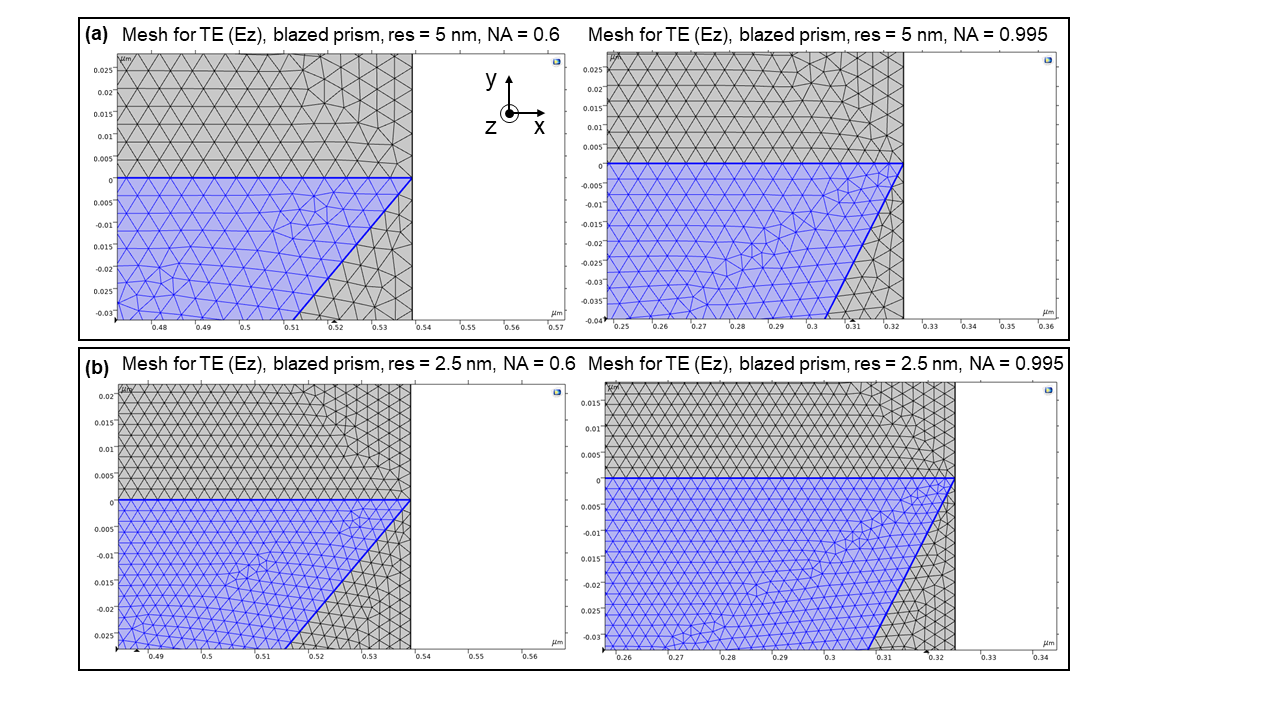 (a) Mesh for TE (Ez), blazed prism, res = 5 nm, NA = 0.6 Mesh for TE (Ez), blazed prism, res = 5 nm, NA = 0.995
μm
0.025
0.02
0.015
0.01
0.005
0
0.005
-0.01
0.015
-0.02
0.025
-0.03
0.48 0.49 0.5 0.51 0.52 0.53 0.54 0.55 0.56 0.57
μm
y
z x
μm
0.025
0.02
0.015
0.01
0.005
0
-0.005
-0.01
-0.015
-0.02
-0.025
-0.03
-0.035
-0.04
0.25 0.26 0.27 0.28 0.29 0.3 0.31 0.32 0.33 0.34 0.35 0.36
μm
(b) Mesh for TE (Ez), blazed prism, res = 2.5 nm, NA = 0.6 Mesh for TE (Ez), blazed prism, res = 2.5 nm, NA = 0.995
μm
0.02
0.015
0.01
0.005
0
0.005
-0.01
0.015
-0.02
0.025
0.49 0.5 0.51 0.52 0.53 0.54 0.55 0.56
μm
μm
0.015
0.01
0.005
0
0.005
-0.01
0.015
-0.02
0.025
-0.03
0.26 0.27 0.28 0.29 0.3 0.31 0.32 0.33 0.34
μm